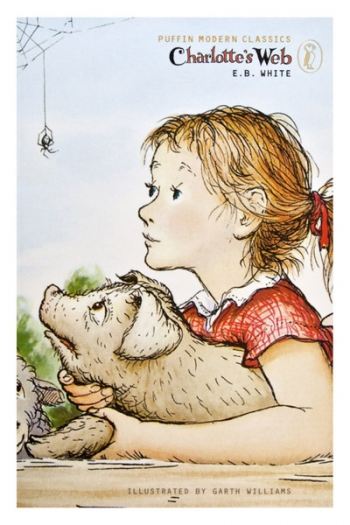 PUFFIN MODERN CLASSICS
Charlotte's Web
E.B. WHITE
ILLUSTRATED BY GARTH WILLIAMS